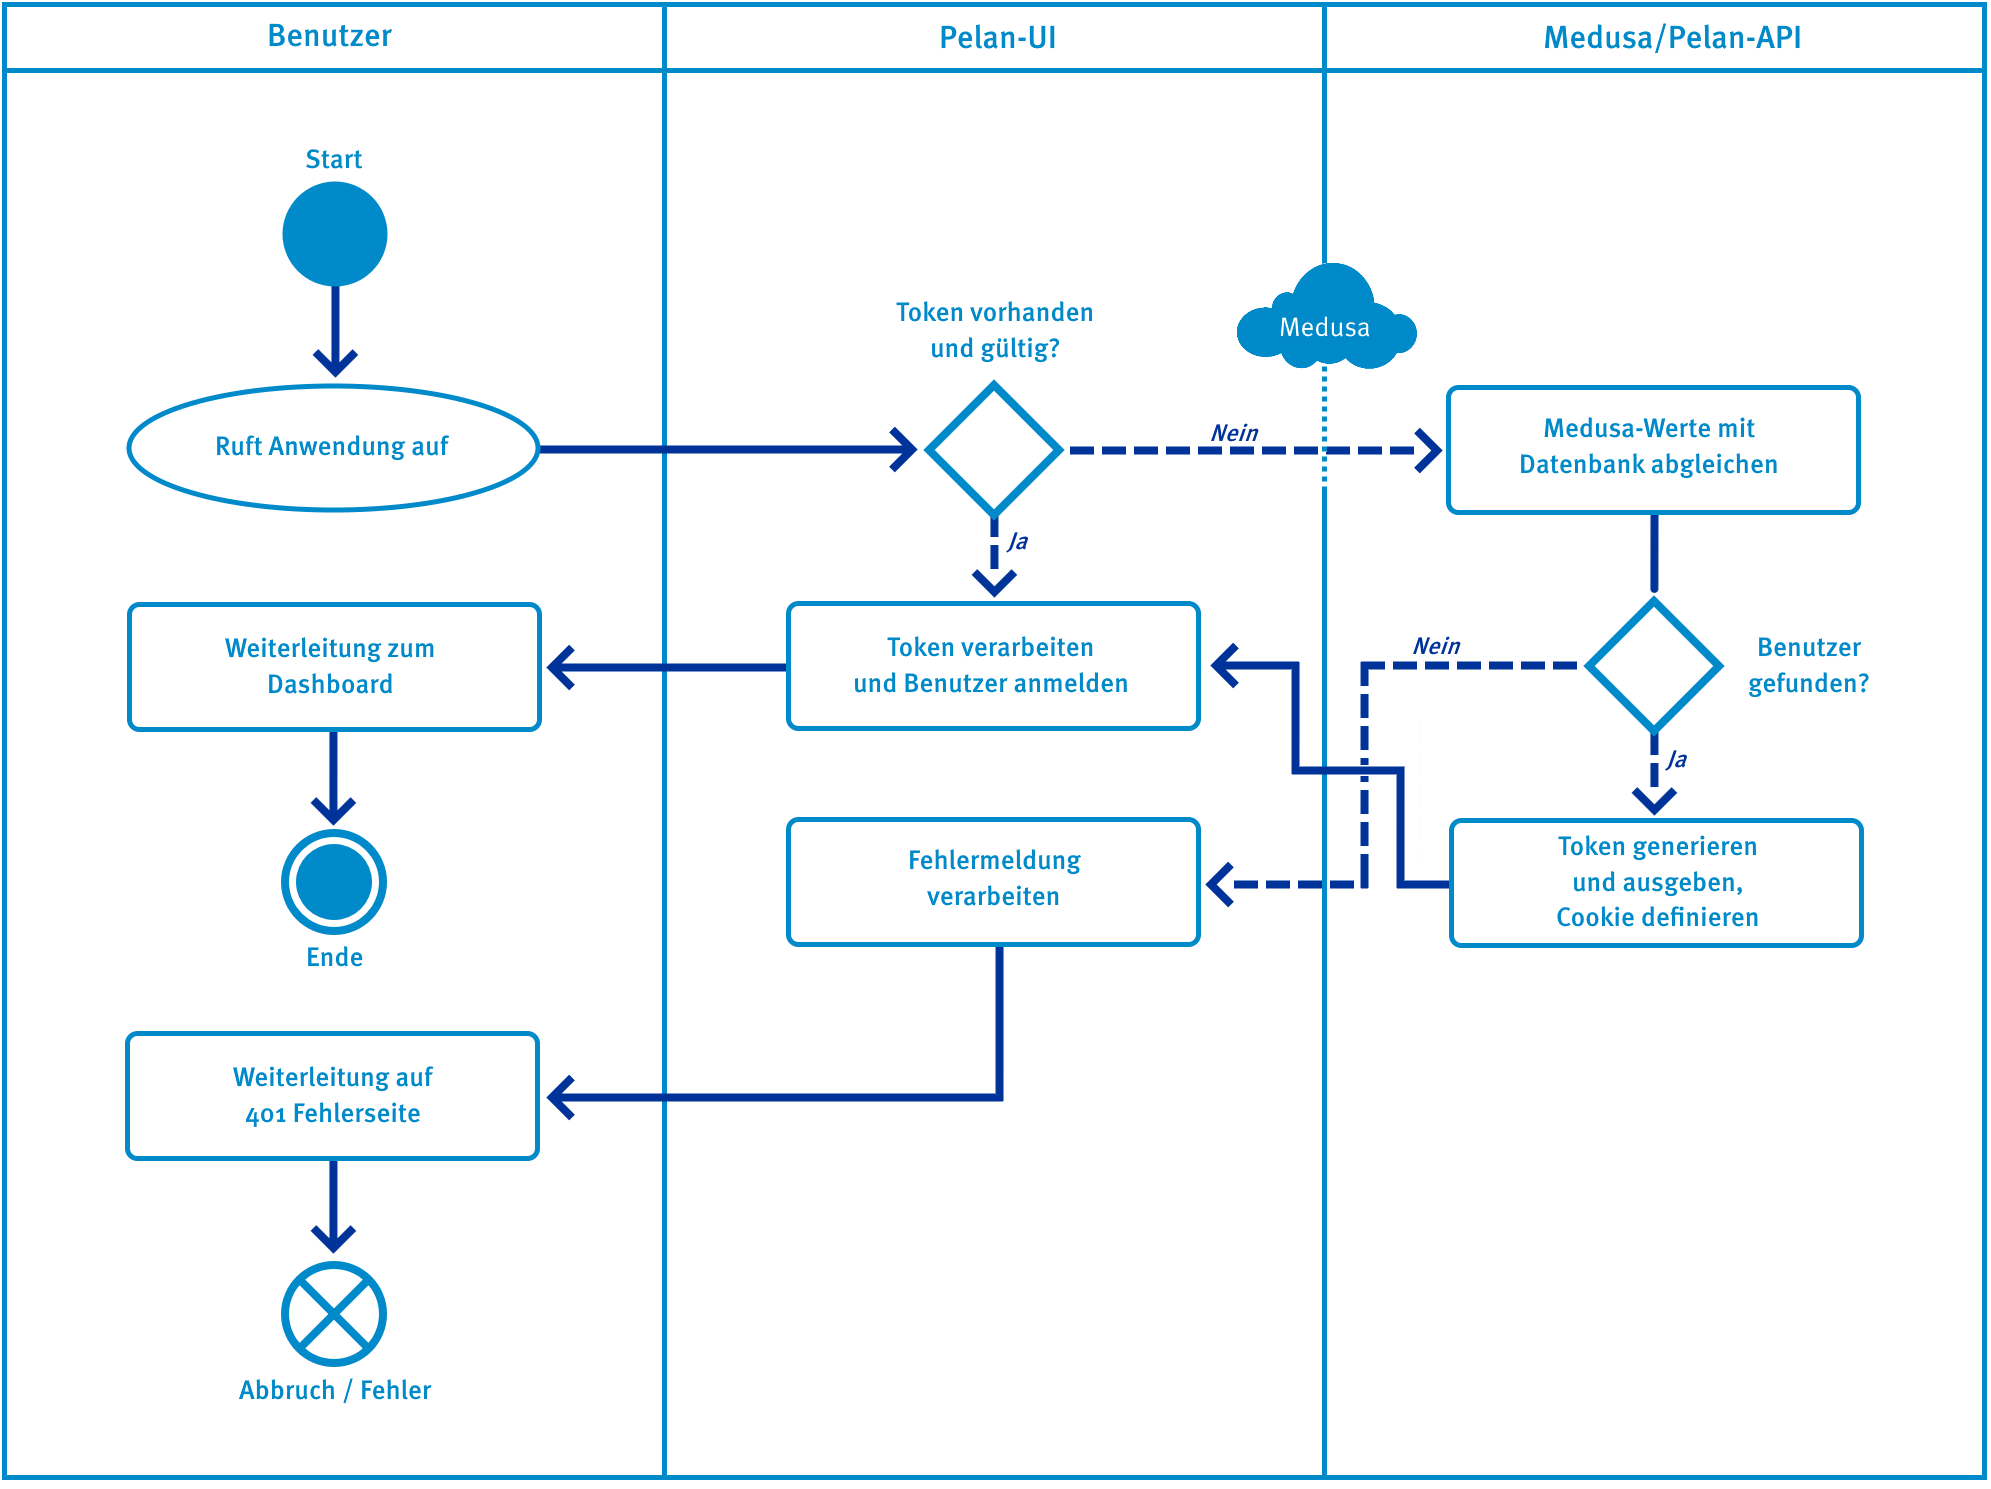 Benutzer
Pelan-UI
Medusa/Pelan-API
Start
Token vorhanden
und gültig?
Medusa
Ruft Anwendung auf
Nein
Medusa-Werte mit
Datenbank abgleichen
Ja
Weiterleitung zum
Dashboard
Token verarbeiten
und Benutzer anmelden
Nein
Benutzer
gefunden?
Ja
Ende
Fehlermeldung
verarbeiten
Token generieren
und ausgeben,
Cookie definieren
Weiterleitung auf
401 Fehlerseite
Abbruch / Fehler